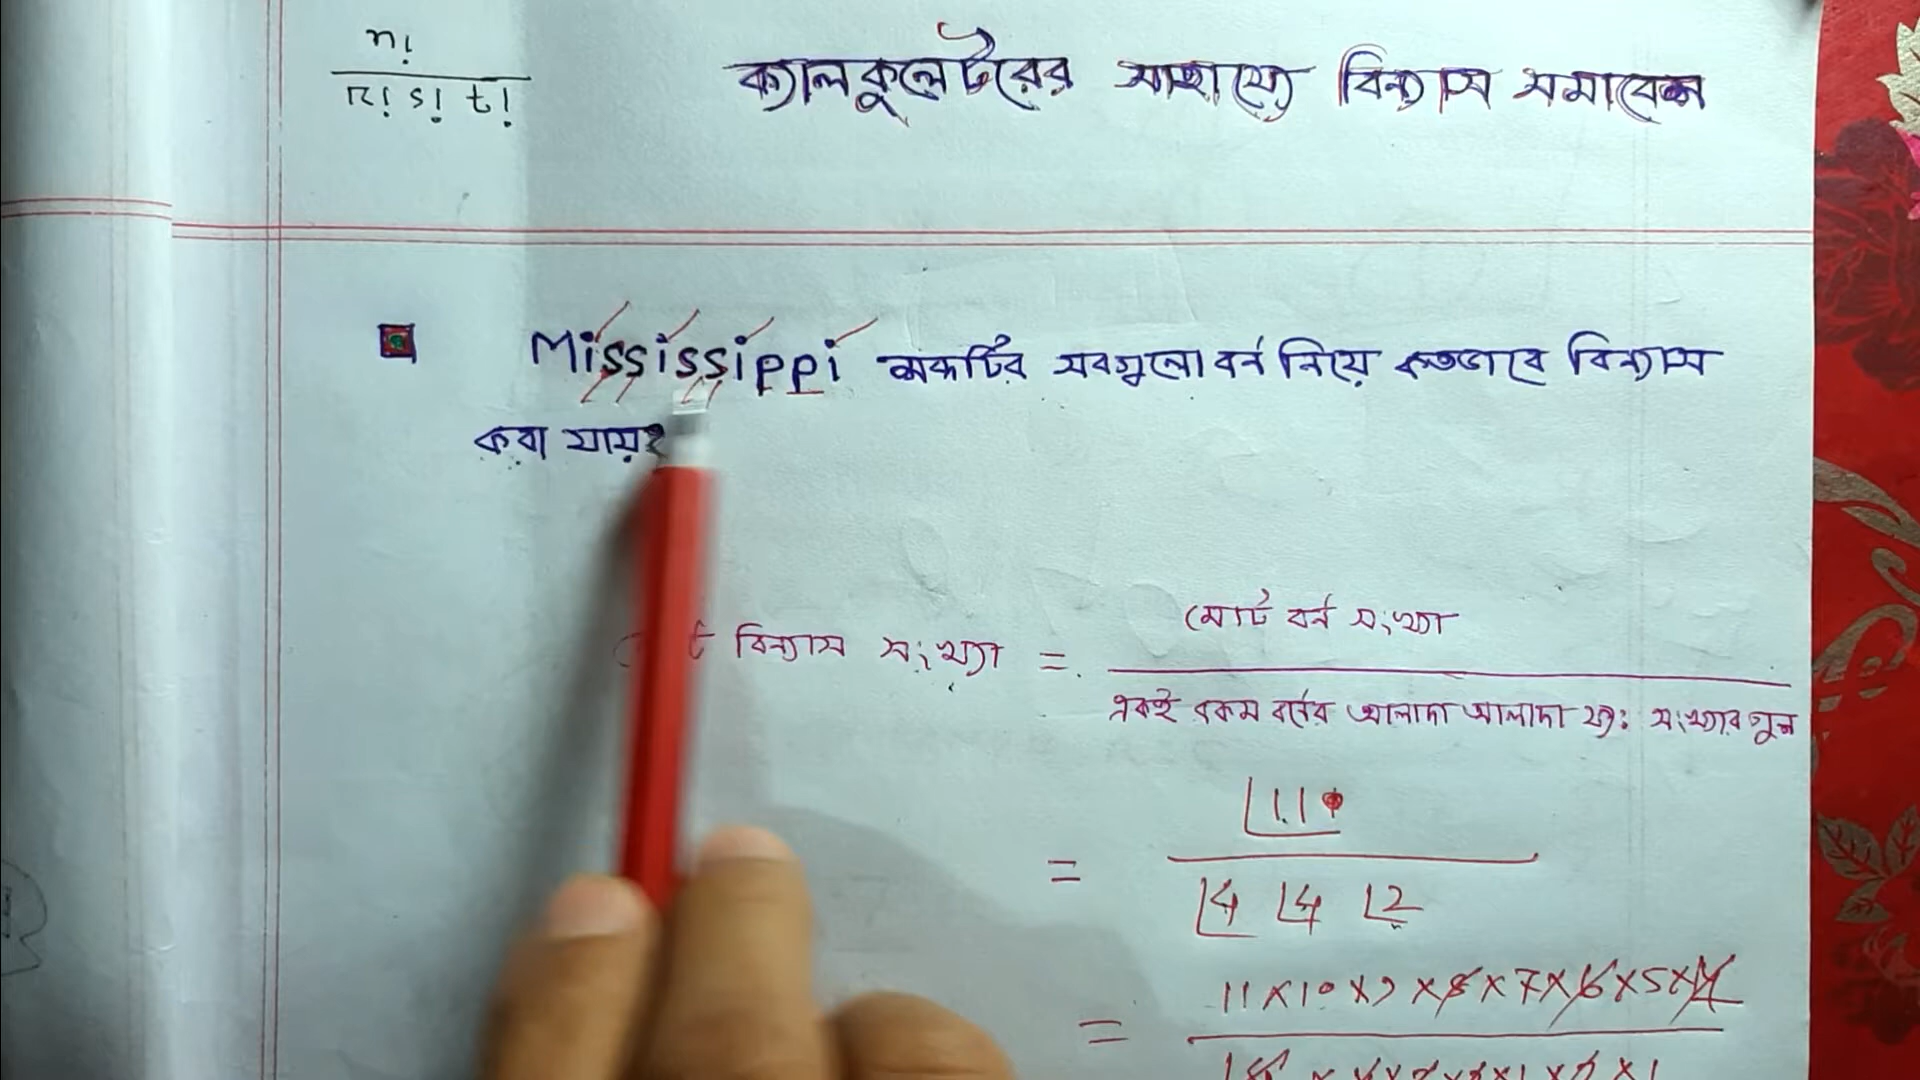 n!
r! s! t!
ক্যালকুলেটরের সাহায্যে বিন্যাস সমাবেশ
Mississippi শব্দটির সবগুলো বর্ন নিয়ে কতভাবে বিন্যাস
করা যায়?
বিন্যাস সংখ্যা =
মোট বর্ন সংখ্যা
একই রকম বর্নের আলাদা আলাদা সংখ্যার গুন
= ⌊11
⌊4 ⌊4 ⌊2
= 11×10×9×8×7×6×5×4